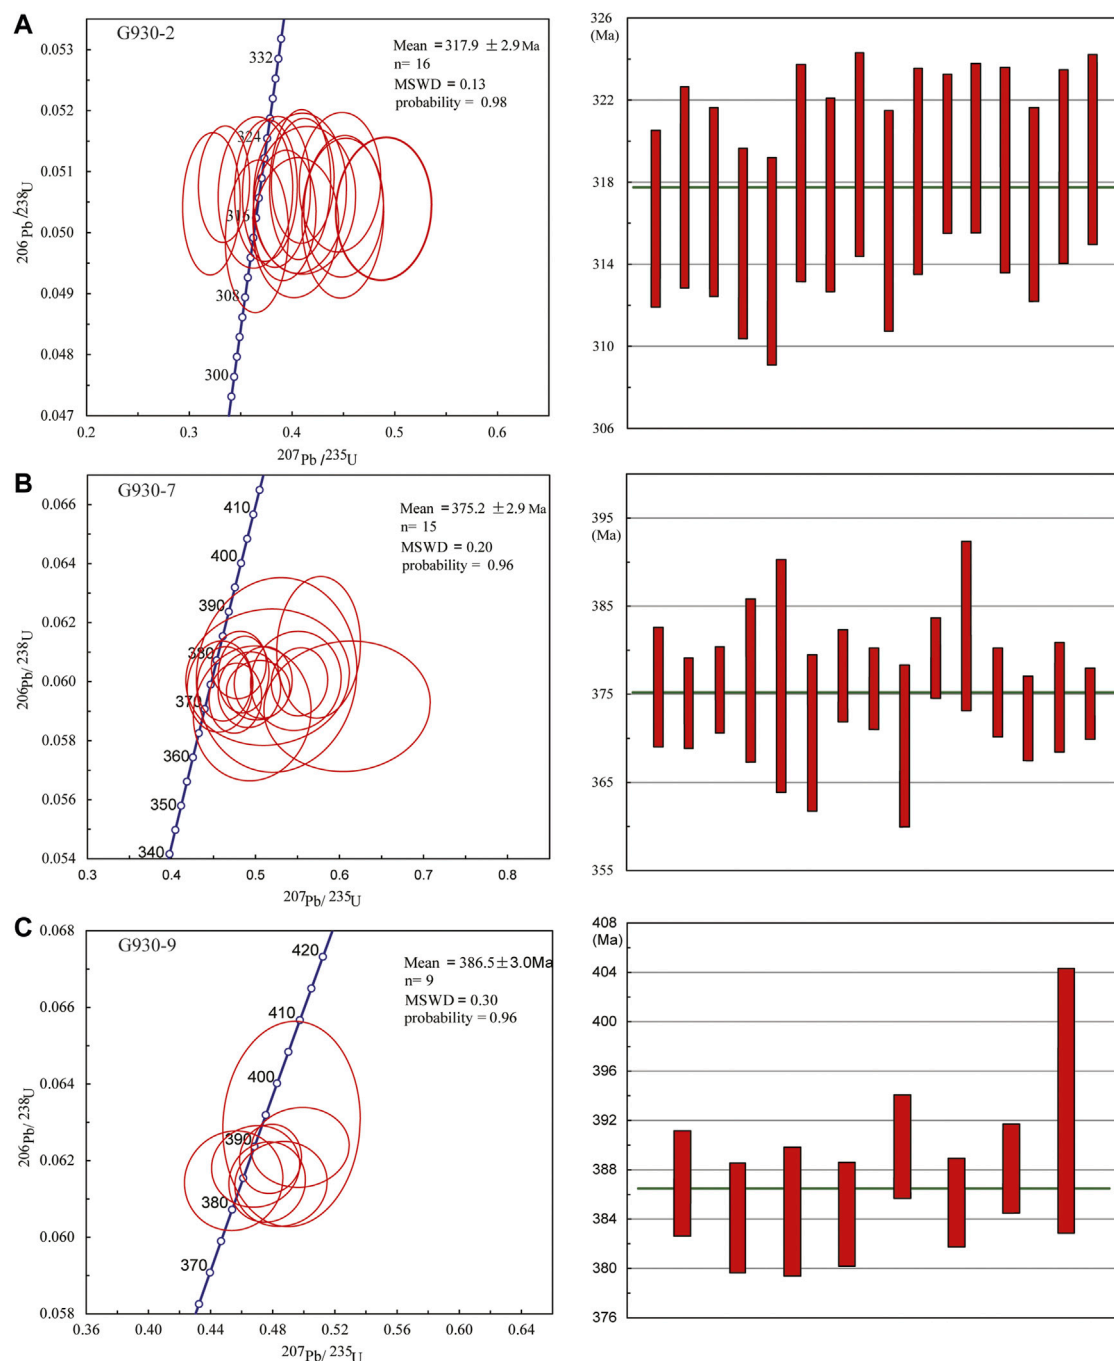 A
G930-2
Mean = 317.9 ± 2.9 Ma
n= 16
MSWD = 0.13
probability = 0.98
0.053
0.052
0.051
0.050
0.049
0.048
0.047
332
324
316
308
300
206 Pb /238U
0.2 0.3 0.4 0.5 0.6
207Pb /235U
326
(Ma)
322
318
314
310
306
B
G930-7
Mean = 375.2 ± 2.9 Ma
n= 15
MSWD = 0.20
probability = 0.96
0.066
0.064
0.062
0.060
0.058
0.056
0.054
410
400
390
380
370
360
350
340
206Pb/ 238U
0.3 0.4 0.5 0.6 0.7 0.8
207Pb/ 235U
395
(Ma)
385
375
365
355
C
G930-9
Mean = 386.5 ± 3.0Ma
n= 9
MSWD = 0.30
probability = 0.96
0.068
0.066
0.064
0.062
0.060
0.058
420
410
400
390
380
370
206Pb/ 238U
0.36 0.40 0.44 0.48 0.52 0.56 0.60 0.64
207Pb/ 235U
408
(Ma)
404
400
396
392
388
384
380
376